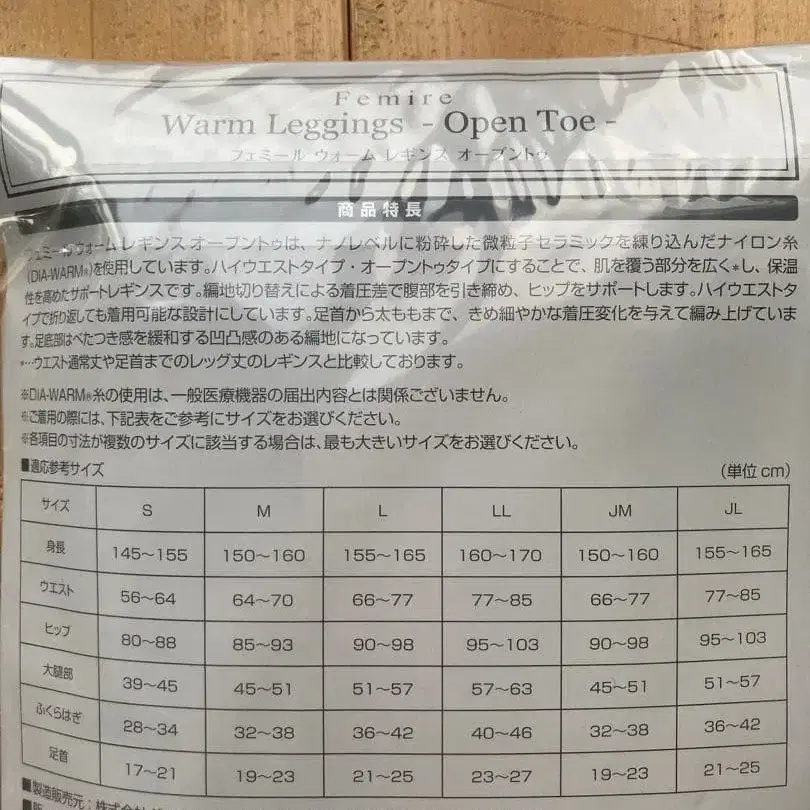 Femire
Warm Leggings - Open Toe -
フェミール ウォーム レギンス オープントゥ
商品特長
フェミール ウォーム レギンス オープントゥは、ナノレベルに粉砕した微粒子セラミックを練り込んだナイロン糸
(DIA-WARM®)を使用しています。ハイウエストタイプ・オープントゥタイプにすることで、肌を覆う部分を広く*し、保温
性を高めたサポートレギンスです。編地切り替えによる着圧差で腹部を引き締め、ヒップをサポートします。ハイウエストタ
イプで折り返しても着用可能な設計にしています。足首から太ももまで、きめ細やかな着圧変化を与えて編み上げていま
す。足底部はべたつき感を緩和する凹凸感のある編地になっています。
*…ウエスト通常丈や足首までのレッグ丈のレギンスと比較しております。
※DIA-WARM®糸の使用は、一般医療機器の届出内容とは関係ございません。
※ご着用の際には、下記表をご参考にサイズをお選びください。
※各項目の寸法が複数のサイズに該当する場合は、最も大きいサイズをお選びください。
■適応参考サイズ (単位 cm)
サイズ S M L LL JM JL
身長 145〜155 150〜160 155〜165 160〜170 150〜160 155〜165
ウエスト 56〜64 64〜70 66〜77 77〜85 66〜77 77〜85
ヒップ 80〜88 85〜93 90〜98 95〜103 90〜98 95〜103
大腿部 39〜45 45〜51 51〜57 57〜63 45〜51 51〜57
ふくらはぎ 28〜34 32〜38 36〜42 40〜46 32〜38 36〜42
足首 17〜21 19〜23 21〜25 23〜27 19〜23 21〜25
■製造販売元：株式会社